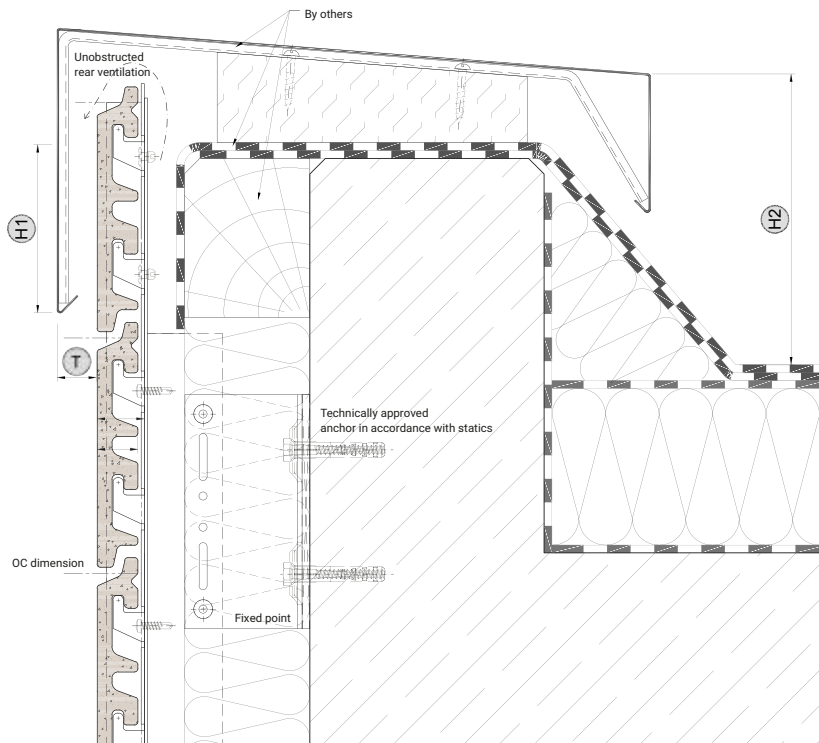 By others
Unobstructed
rear ventilation
H1
H2
T
Technically approved
anchor in accordance with statics
OC dimension
Fixed point